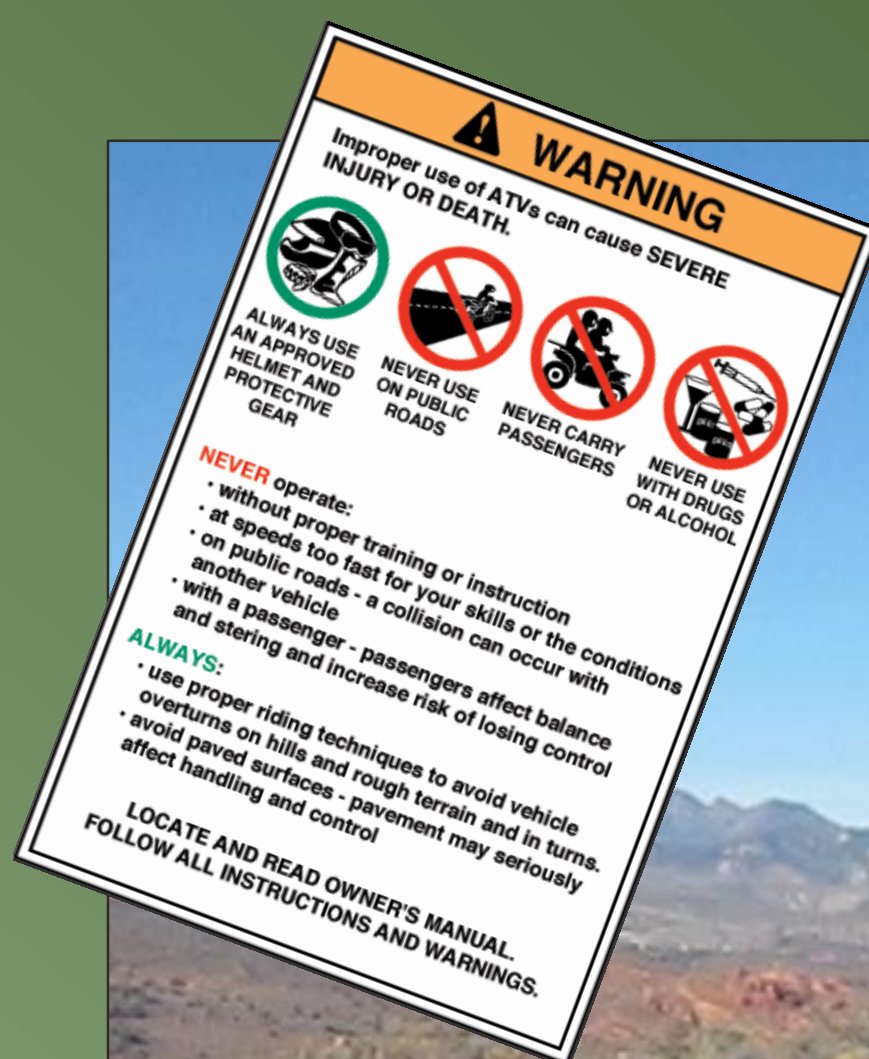 WARNING
Improper use of ATVs can cause SEVERE
INJURY OR DEATH.
ALWAYS USE
AN APPROVED
HELMET AND
PROTECTIVE
GEAR
NEVER USE
ON PUBLIC
ROADS
NEVER CARRY
PASSENGERS
NEVER USE
WITH DRUGS
OR ALCOHOL
NEVER operate:
• without proper training or instruction
• at speeds too fast for your skills or the conditions
• on public roads - a collision can occur with
another vehicle
• with a passenger - passengers affect balance
and stering and increase risk of losing control
ALWAYS:
• use proper riding techniques to avoid vehicle
overturns on hills and rough terrain and in turns.
• avoid paved surfaces - pavement may seriously
affect handling and control
LOCATE AND READ OWNER'S MANUAL.
FOLLOW ALL INSTRUCTIONS AND WARNINGS.